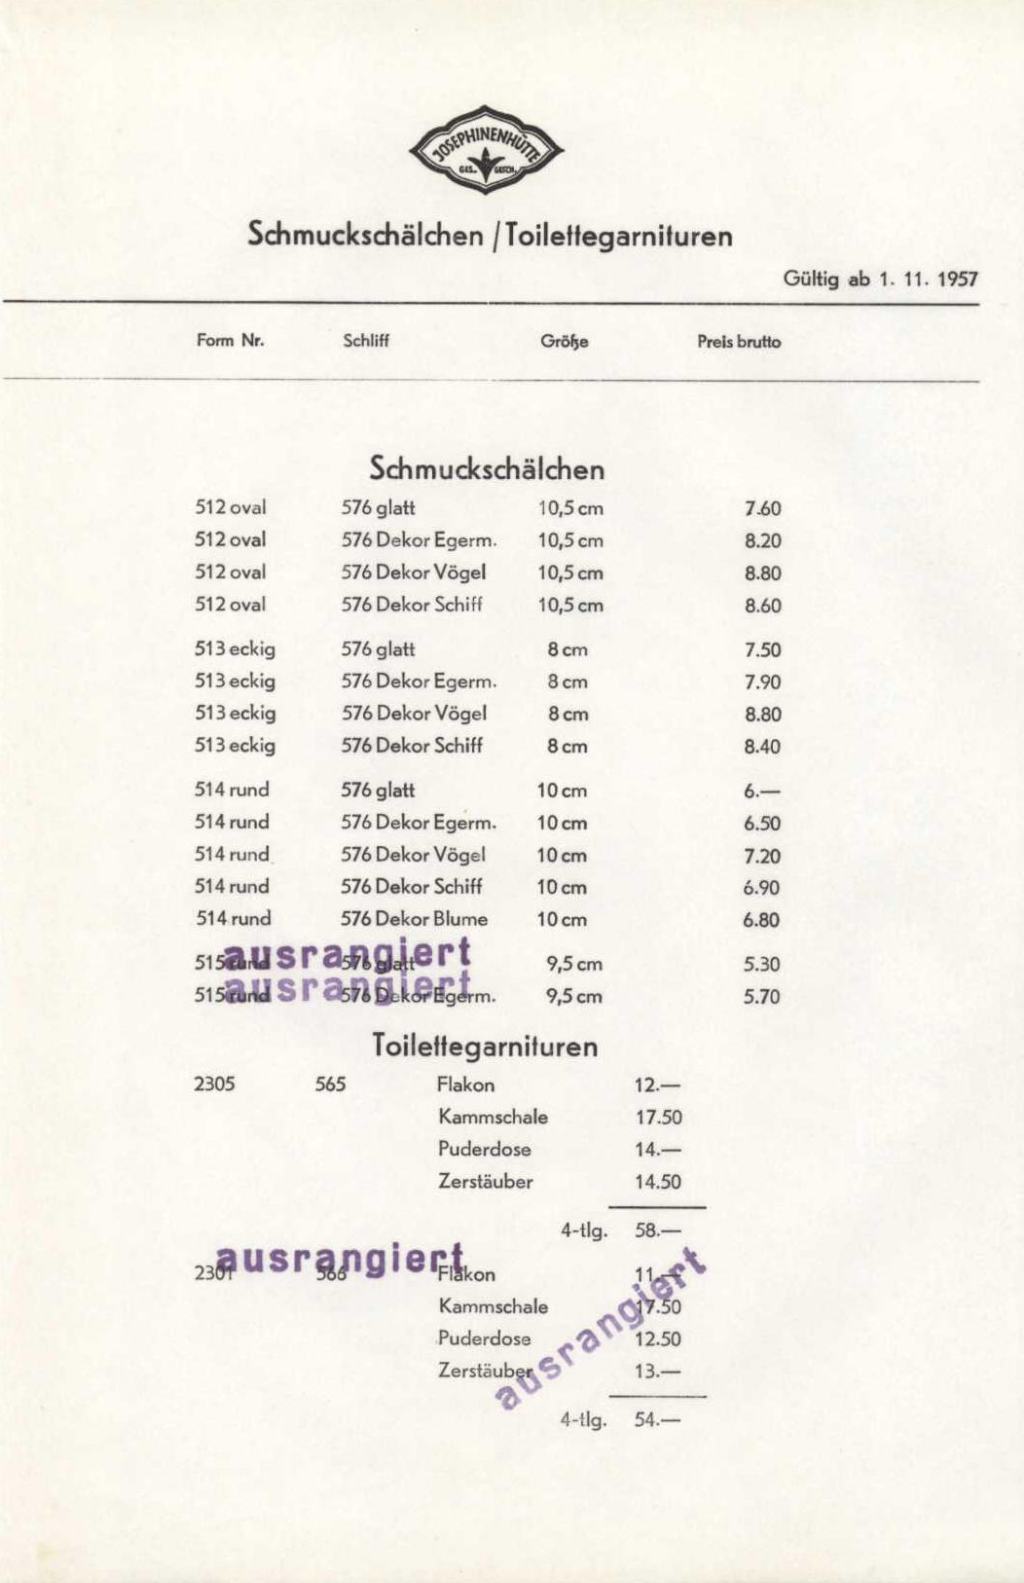 JOSEPHINENHÜTTE
GES. GESCH.
Schmuckschälchen / Toilettegarnituren
Gültig ab 1. 11. 1957
Form Nr. Schliff Größe Preis brutto
Schmuckschälchen
512 oval 576 glatt 10,5 cm 7.60
512 oval 576 Dekor Egerm. 10,5 cm 8.20
512 oval 576 Dekor Vögel 10,5 cm 8.80
512 oval 576 Dekor Schiff 10,5 cm 8.60
513 eckig 576 glatt 8 cm 7.50
513 eckig 576 Dekor Egerm. 8 cm 7.90
513 eckig 576 Dekor Vögel 8 cm 8.80
513 eckig 576 Dekor Schiff 8 cm 8.40
514 rund 576 glatt 10 cm 6.—
514 rund 576 Dekor Egerm. 10 cm 6.50
514 rund 576 Dekor Vögel 10 cm 7.20
514 rund 576 Dekor Schiff 10 cm 6.90
514 rund 576 Dekor Blume 10 cm 6.80
ausrangiert
515 rund 576 glatt 9,5 cm 5.30
ausrangiert
515 rund 576 Dekor Egerm. 9,5 cm 5.70
Toilettegarnituren
2305 565 Flakon 12.—
Kammschale 17.50
Puderdose 14.—
Zerstäuber 14.50
4-tlg. 58.—
ausrangiert
2301 566 Flakon 11.—
Kammschale 17.50
Puderdose 12.50
Zerstäuber 13.—
ausrangiert
4-tlg. 54.—